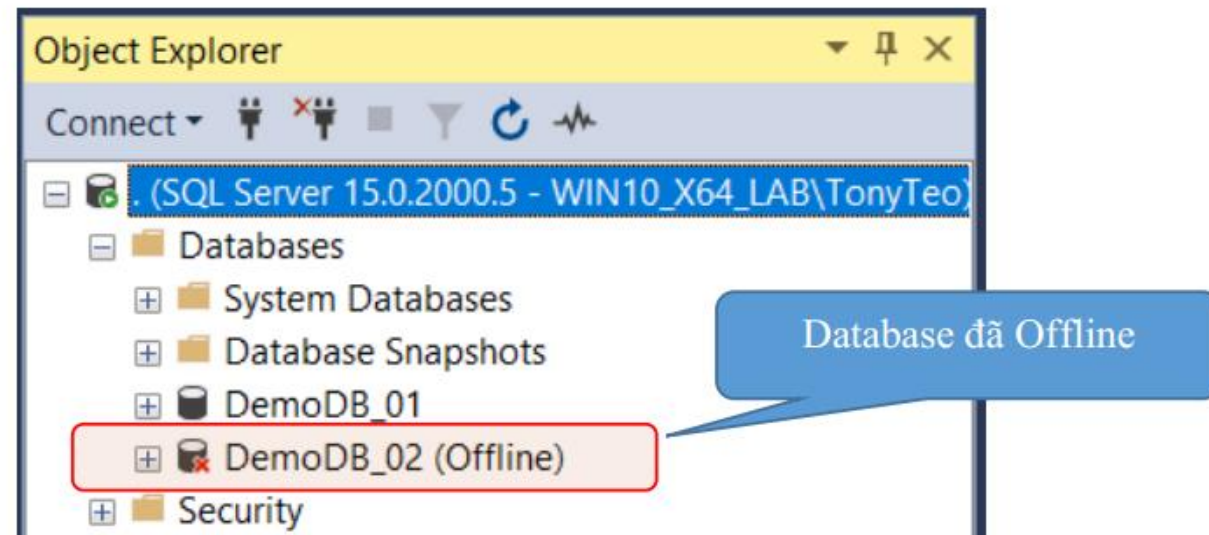 Object Explorer
Connect
. (SQL Server 15.0.2000.5 - WIN10_X64_LAB\TonyTeo)
Databases
System Databases
Database Snapshots
Database đã Offline
DemoDB_01
DemoDB_02 (Offline)
Security